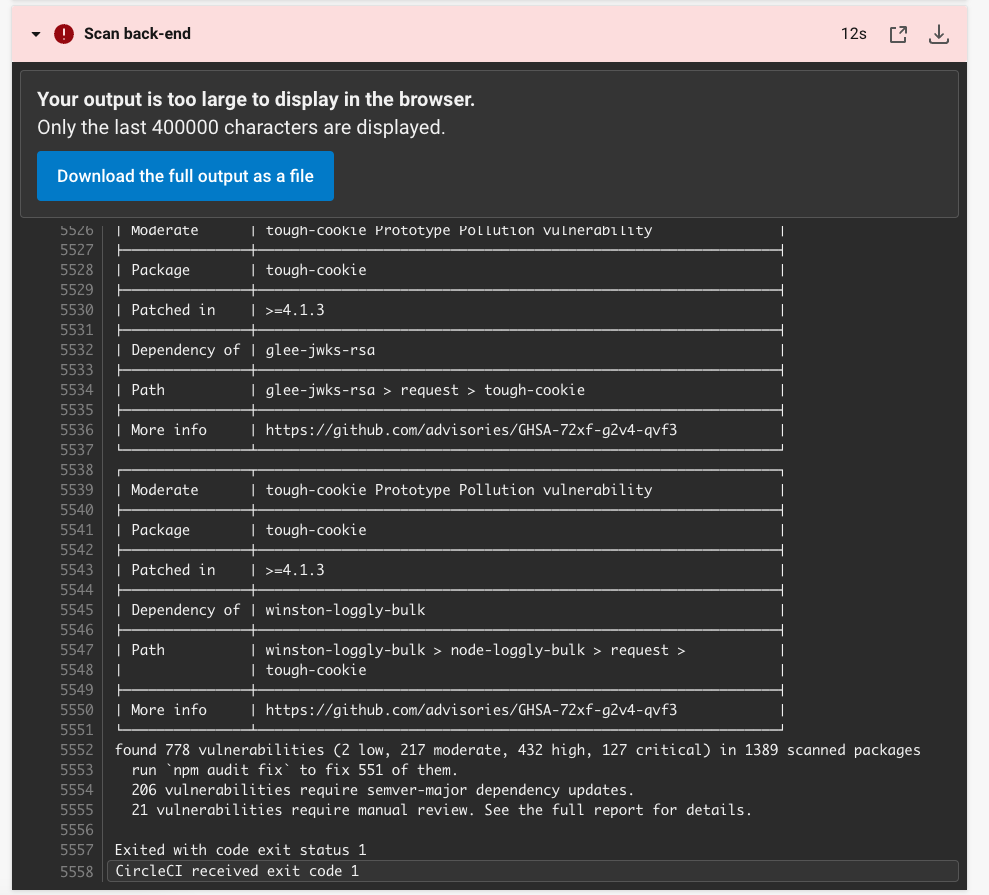 Scan back-end 12s
Your output is too large to display in the browser.
Only the last 400000 characters are displayed.
Download the full output as a file
5526 | Moderate | tough-cookie Prototype Pollution vulnerability |
5527
5528 | Package | tough-cookie |
5529
5530 | Patched in | >=4.1.3 |
5531
5532 | Dependency of | glee-jwks-rsa |
5533
5534 | Path | glee-jwks-rsa > request > tough-cookie |
5535
5536 | More info | https://github.com/advisories/GHSA-72xf-g2v4-qvf3 |
5537
5538
5539 | Moderate | tough-cookie Prototype Pollution vulnerability |
5540
5541 | Package | tough-cookie |
5542
5543 | Patched in | >=4.1.3 |
5544
5545 | Dependency of | winston-loggly-bulk |
5546
5547 | Path | winston-loggly-bulk > node-loggly-bulk > request > |
5548 | | tough-cookie |
5549
5550 | More info | https://github.com/advisories/GHSA-72xf-g2v4-qvf3 |
5551
5552 found 778 vulnerabilities (2 low, 217 moderate, 432 high, 127 critical) in 1389 scanned packages
5553 run `npm audit fix` to fix 551 of them.
5554 206 vulnerabilities require semver-major dependency updates.
5555 21 vulnerabilities require manual review. See the full report for details.
5556
5557 Exited with code exit status 1
5558 CircleCI received exit code 1